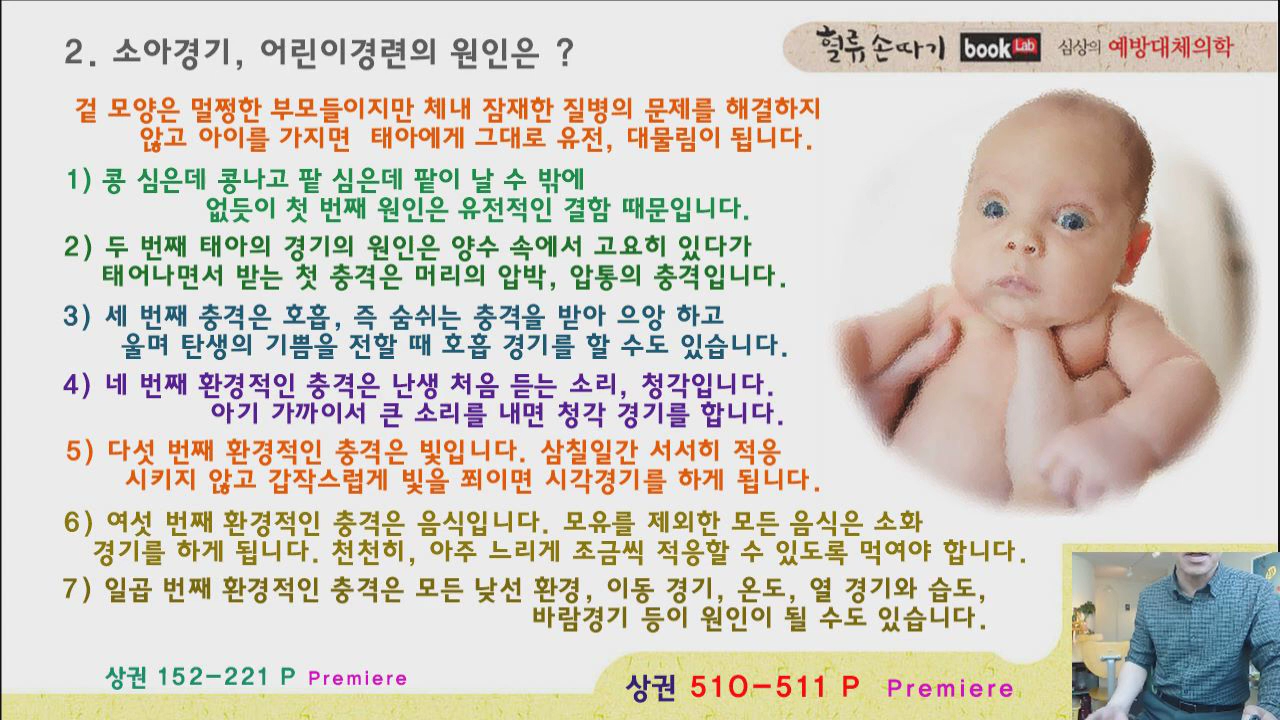 2. 소아경기, 어린이경련의 원인은 ?
혈류 손따기 book Lab 심상의 예방대체의학
겉 모양은 멀쩡한 부모들이지만 체내 잠재한 질병의 문제를 해결하지
않고 아이를 가지면 태아에게 그대로 유전, 대물림이 됩니다.
1) 콩 심은데 콩나고 팥 심은데 팥이 날 수 밖에
없듯이 첫 번째 원인은 유전적인 결함 때문입니다.
2) 두 번째 태아의 경기의 원인은 양수 속에서 고요히 있다가
태어나면서 받는 첫 충격은 머리의 압박, 압통의 충격입니다.
3) 세 번째 충격은 호흡, 즉 숨쉬는 충격을 받아 으앙 하고
울며 탄생의 기쁨을 전할 때 호흡 경기를 할 수도 있습니다.
4) 네 번째 환경적인 충격은 난생 처음 듣는 소리, 청각입니다.
아기 가까이서 큰 소리를 내면 청각 경기를 합니다.
5) 다섯 번째 환경적인 충격은 빛입니다. 삼칠일간 서서히 적응
시키지 않고 갑작스럽게 빛을 쬐이면 시각경기를 하게 됩니다.
6) 여섯 번째 환경적인 충격은 음식입니다. 모유를 제외한 모든 음식은 소화
경기를 하게 됩니다. 천천히, 아주 느리게 조금씩 적응할 수 있도록 먹여야 합니다.
7) 일곱 번째 환경적인 충격은 모든 낯선 환경, 이동 경기, 온도, 열 경기와 습도,
바람경기 등이 원인이 될 수도 있습니다.
상권 152-221 P Premiere
상권 510-511 P Premiere